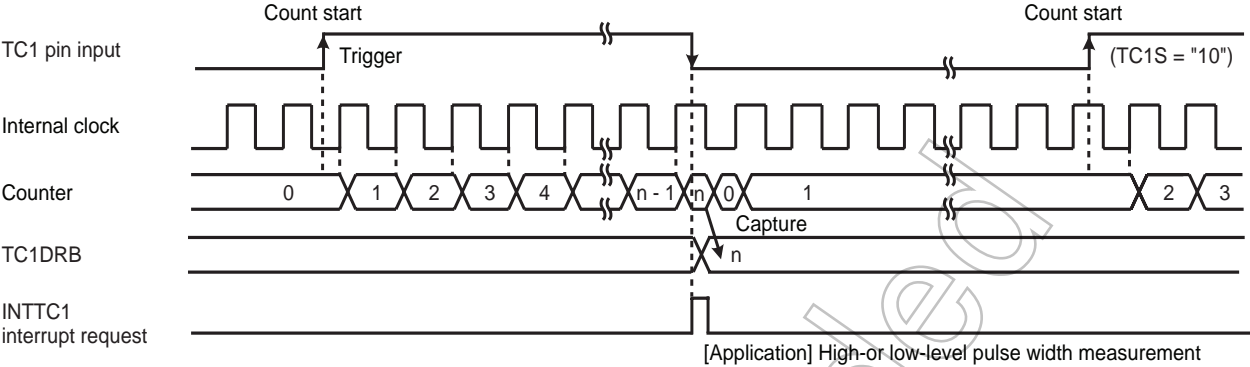 Count start Count start
TC1 pin input Trigger (TC1S = "10")
Internal clock
Counter 0 1 2 3 4 n - 1 n 0 1 2 3
Capture
TC1DRB n
INTTC1
interrupt request
[Application] High-or low-level pulse width measurement